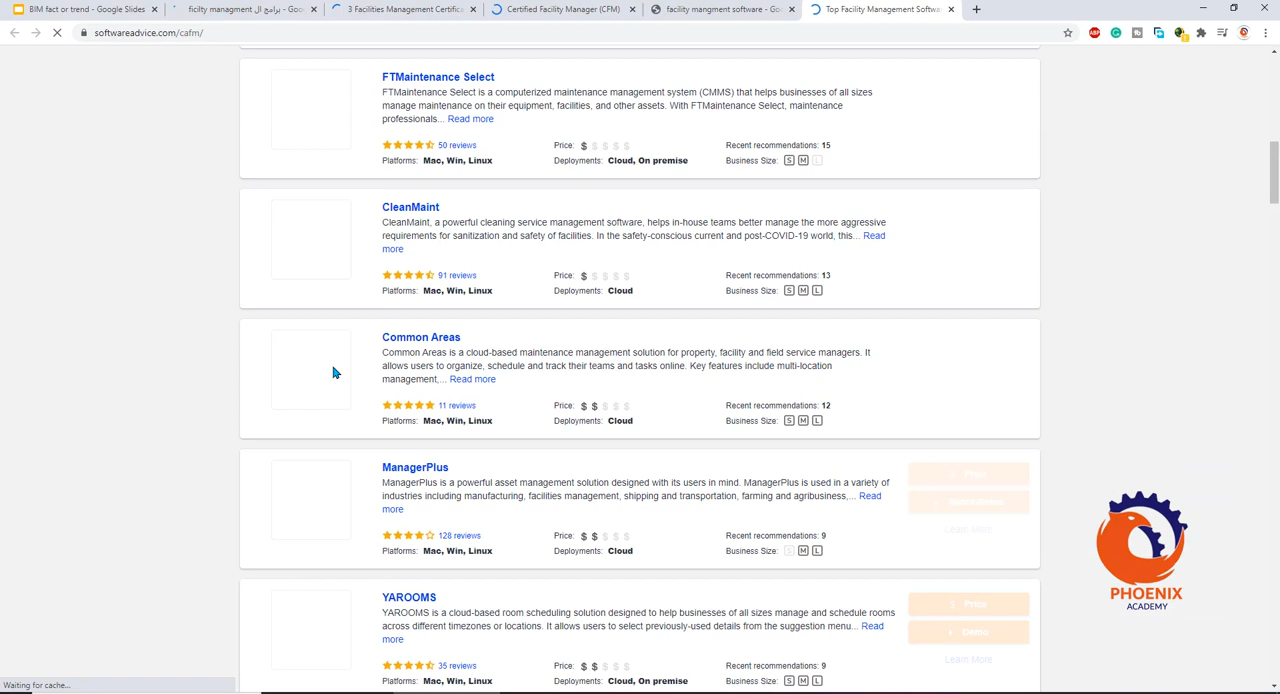 BIM fact or trend - Google Slides
ficilty managment برامج ال - Goo
3 Facilities Management Certifica
Certified Facility Manager (CFM)
facility mangment software - Goo
Top Facility Management Softwa
softwareadvice.com/cafm/
FTMaintenance Select
FTMaintenance Select is a computerized maintenance management system (CMMS) that helps businesses of all sizes
manage maintenance on their equipment, facilities, and other assets. With FTMaintenance Select, maintenance
professionals... Read more
50 reviews Price: $ $ $ $ $ Recent recommendations: 15
Platforms: Mac, Win, Linux Deployments: Cloud, On premise Business Size: S M L
CleanMaint
CleanMaint, a powerful cleaning service management software, helps in-house teams better manage the more aggressive
requirements for sanitization and safety of facilities. In the safety-conscious current and post-COVID-19 world, this... Read
more
91 reviews Price: $ $ $ $ $ Recent recommendations: 13
Platforms: Mac, Win, Linux Deployments: Cloud Business Size: S M L
Common Areas
Common Areas is a cloud-based maintenance management solution for property, facility and field service managers. It
allows users to organize, schedule and track their teams and tasks online. Key features include multi-location
management,... Read more
11 reviews Price: $ $ $ $ $ Recent recommendations: 12
Platforms: Mac, Win, Linux Deployments: Cloud Business Size: S M L
ManagerPlus
ManagerPlus is a powerful asset management solution designed with its users in mind. ManagerPlus is used in a variety of
industries including manufacturing, facilities management, shipping and transportation, farming and agribusiness,... Read
more
Price
Learn More
128 reviews Price: $ $ $ $ $ Recent recommendations: 9
Platforms: Mac, Win, Linux Deployments: Cloud Business Size: S M L
YAROOMS
YAROOMS is a cloud-based room scheduling solution designed to help businesses of all sizes manage and schedule rooms
across different timezones or locations. It allows users to select previously-used details from the suggestion menu... Read
more
$ Price
Demo
Learn More
35 reviews Price: $ $ $ $ $ Recent recommendations: 9
Platforms: Mac, Win, Linux Deployments: Cloud, On premise Business Size: S M L
PHOENIX
ACADEMY
ABP
Waiting for cache...